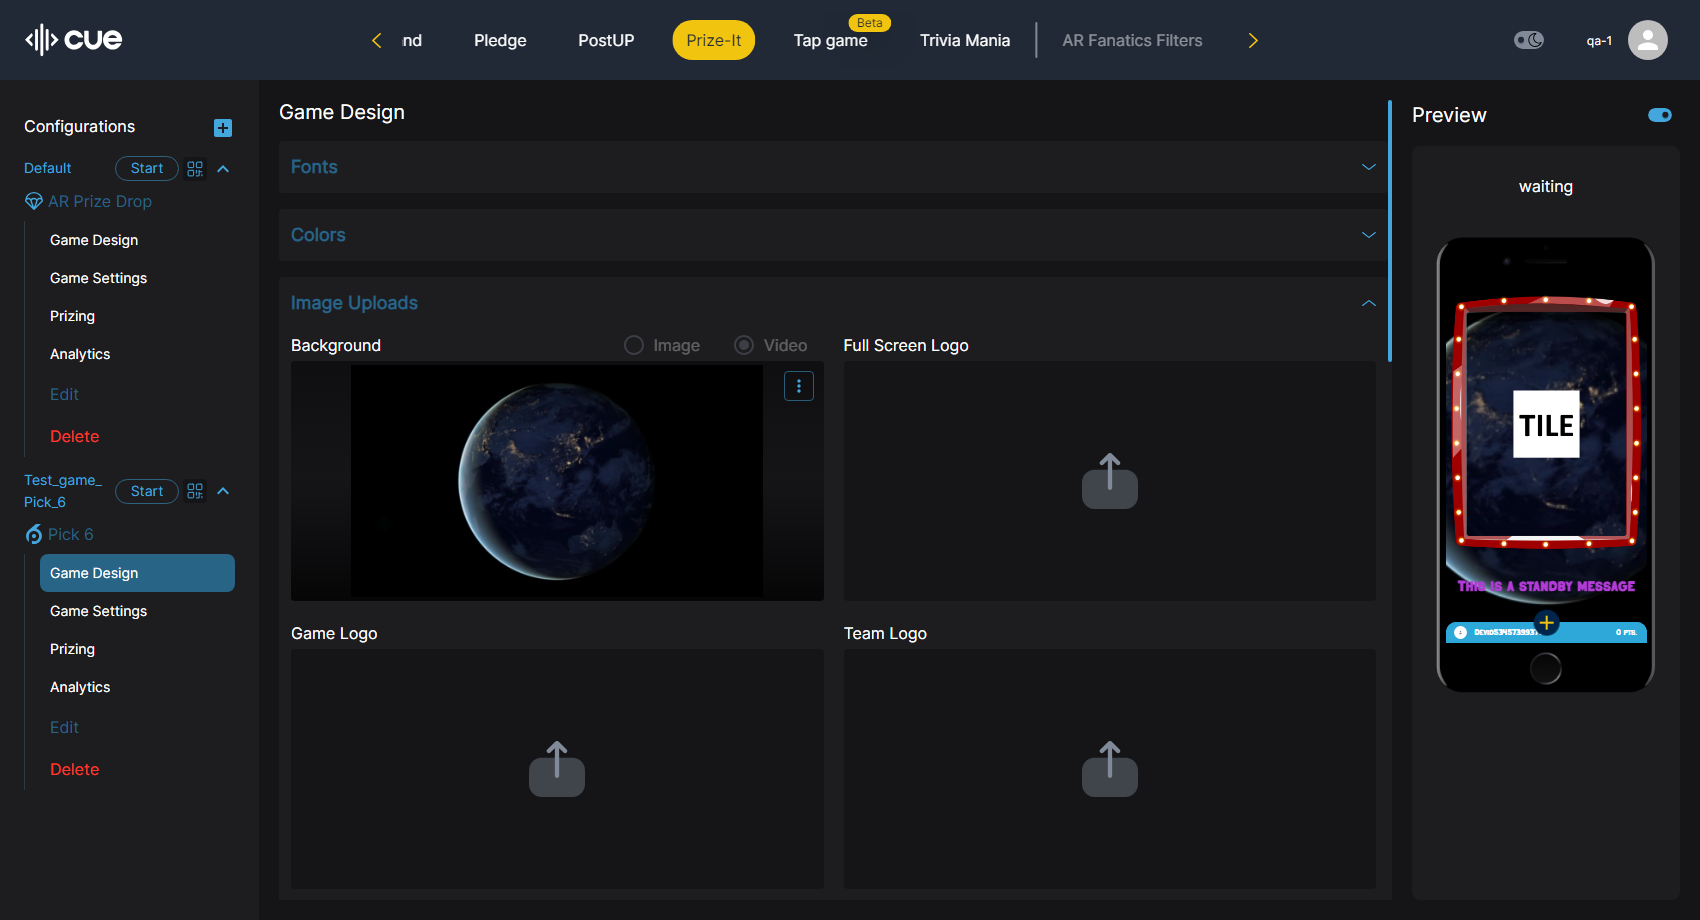 cue
nd
Pledge
PostUP
Prize-It
Beta
Tap game
Trivia Mania
AR Fanatics Filters
qa-1
Configurations
Default
Start
AR Prize Drop
Game Design
Game Settings
Prizing
Analytics
Edit
Delete
Test_game_
Pick_6
Start
Pick 6
Game Design
Game Settings
Prizing
Analytics
Edit
Delete
Game Design
Fonts
Colors
Image Uploads
Background
Image
Video
Full Screen Logo
Game Logo
Team Logo
Preview
waiting
TILE
THIS IS A STANDBY MESSAGE
0 PTS.